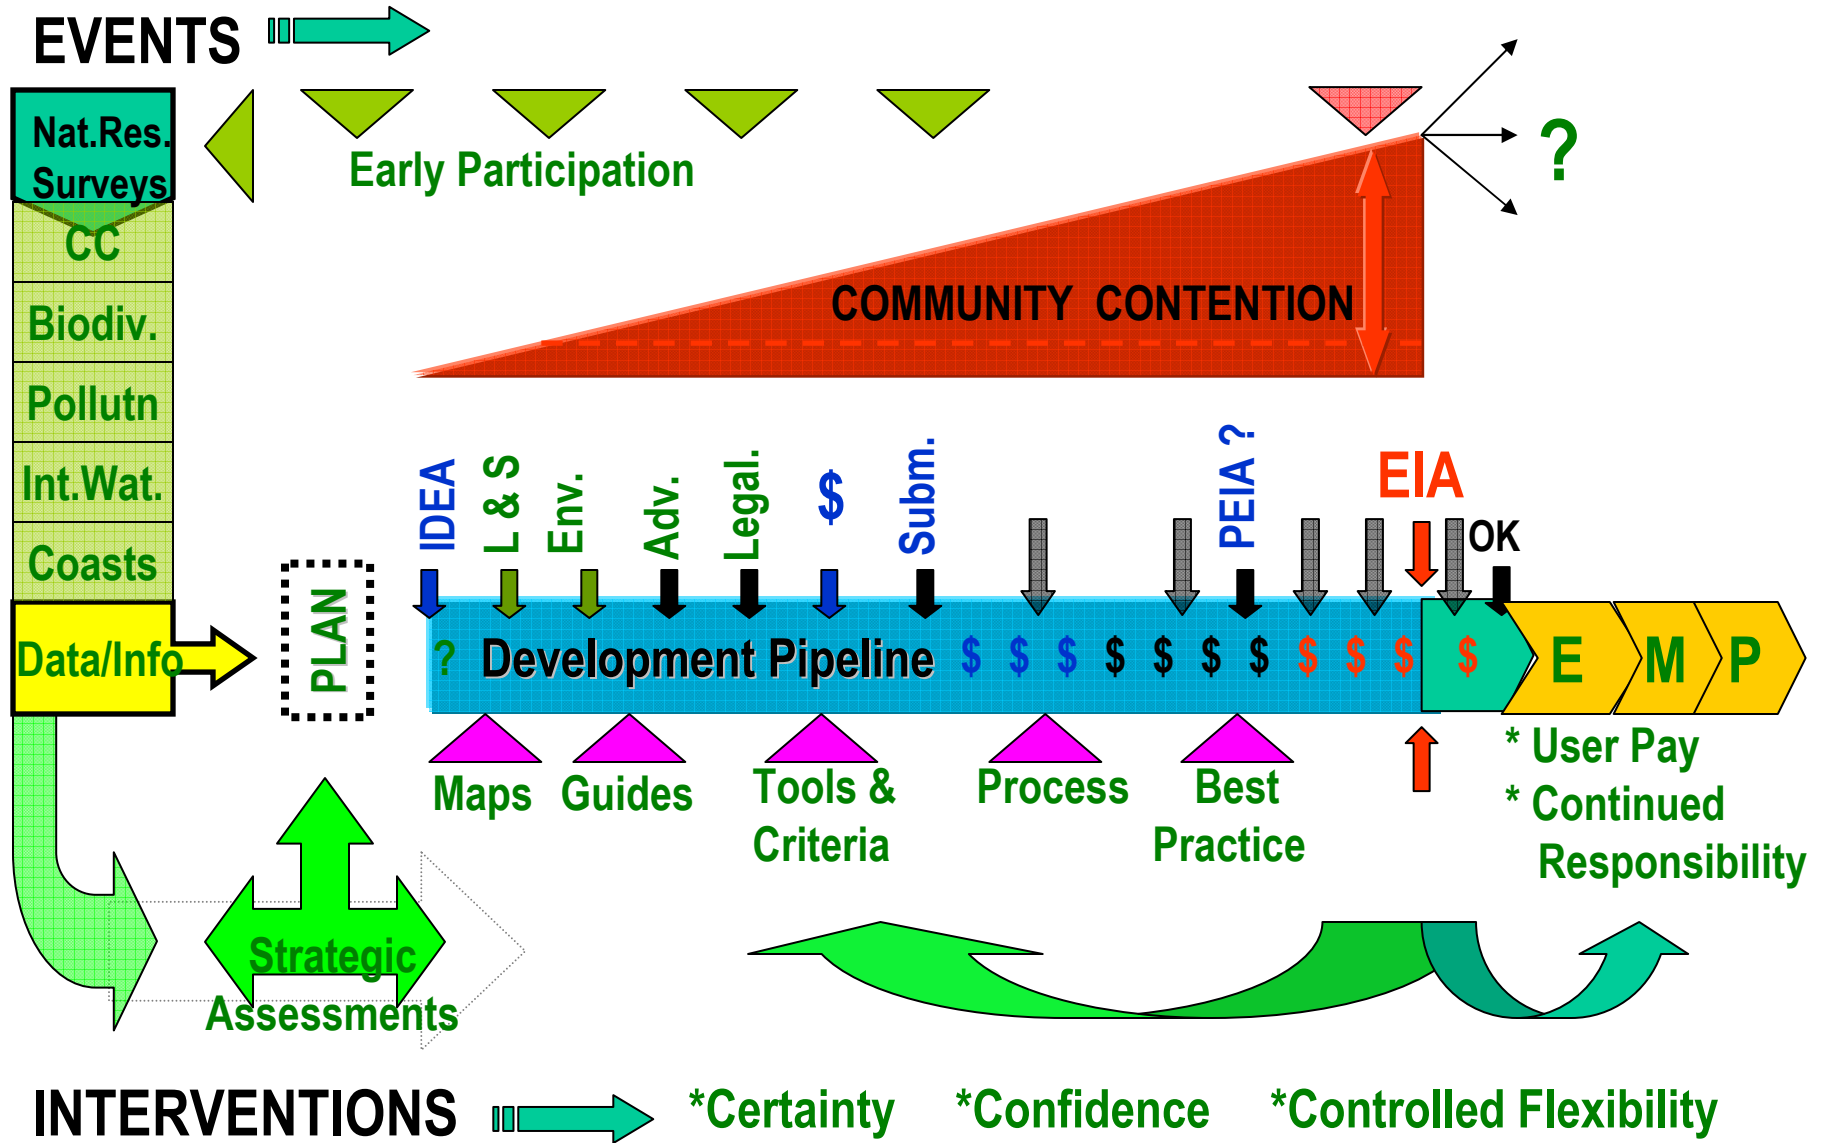 EVENTS
Nat.Res.
Surveys
CC
Biodiv.
Pollutn
Int.Wat.
Coasts
Data/Info
Early Participation
?
COMMUNITY CONTENTION
PLAN
IDEA
L & S
Env.
Adv.
Legal.
$
Subm.
PEIA ?
EIA
OK
? Development Pipeline $ $ $ $ $ $ $ $ $ $ $ E M P
Maps
Guides
Tools &
Criteria
Process
Best
Practice
* User Pay
* Continued
Responsibility
Strategic
Assessments
INTERVENTIONS
*Certainty *Confidence *Controlled Flexibility